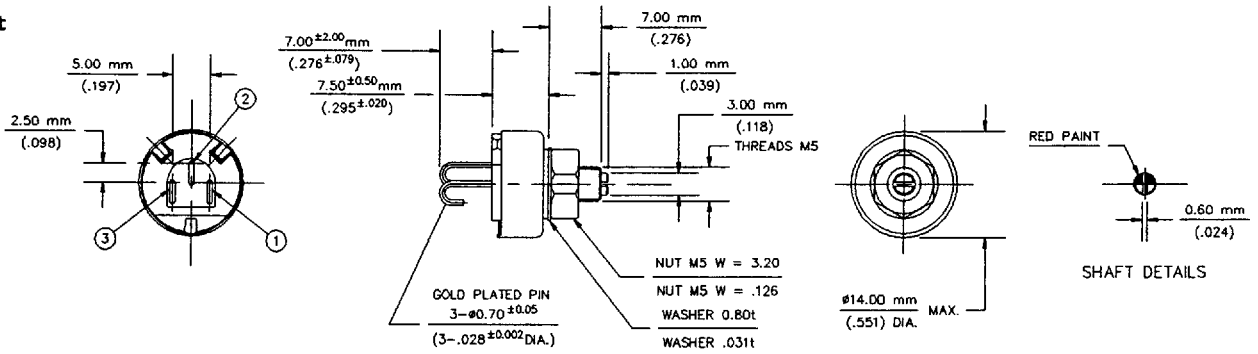 t
5.00 mm
(.197)
2
2.50 mm
(.098)
3
1
7.00±2.00mm
(.276±.079)
7.50±0.50mm
(.295±.020)
7.00 mm
(.276)
1.00 mm
(.039)
3.00 mm
(.118)
THREADS M5
GOLD PLATED PIN
3-ø0.70±0.05
(3-.028±0.002DIA.)
NUT M5 W = 3.20
NUT M5 W = .126
WASHER 0.80t
WASHER .031t
ø14.00 mm MAX.
(.551) DIA.
RED PAINT
0.60 mm
(.024)
SHAFT DETAILS